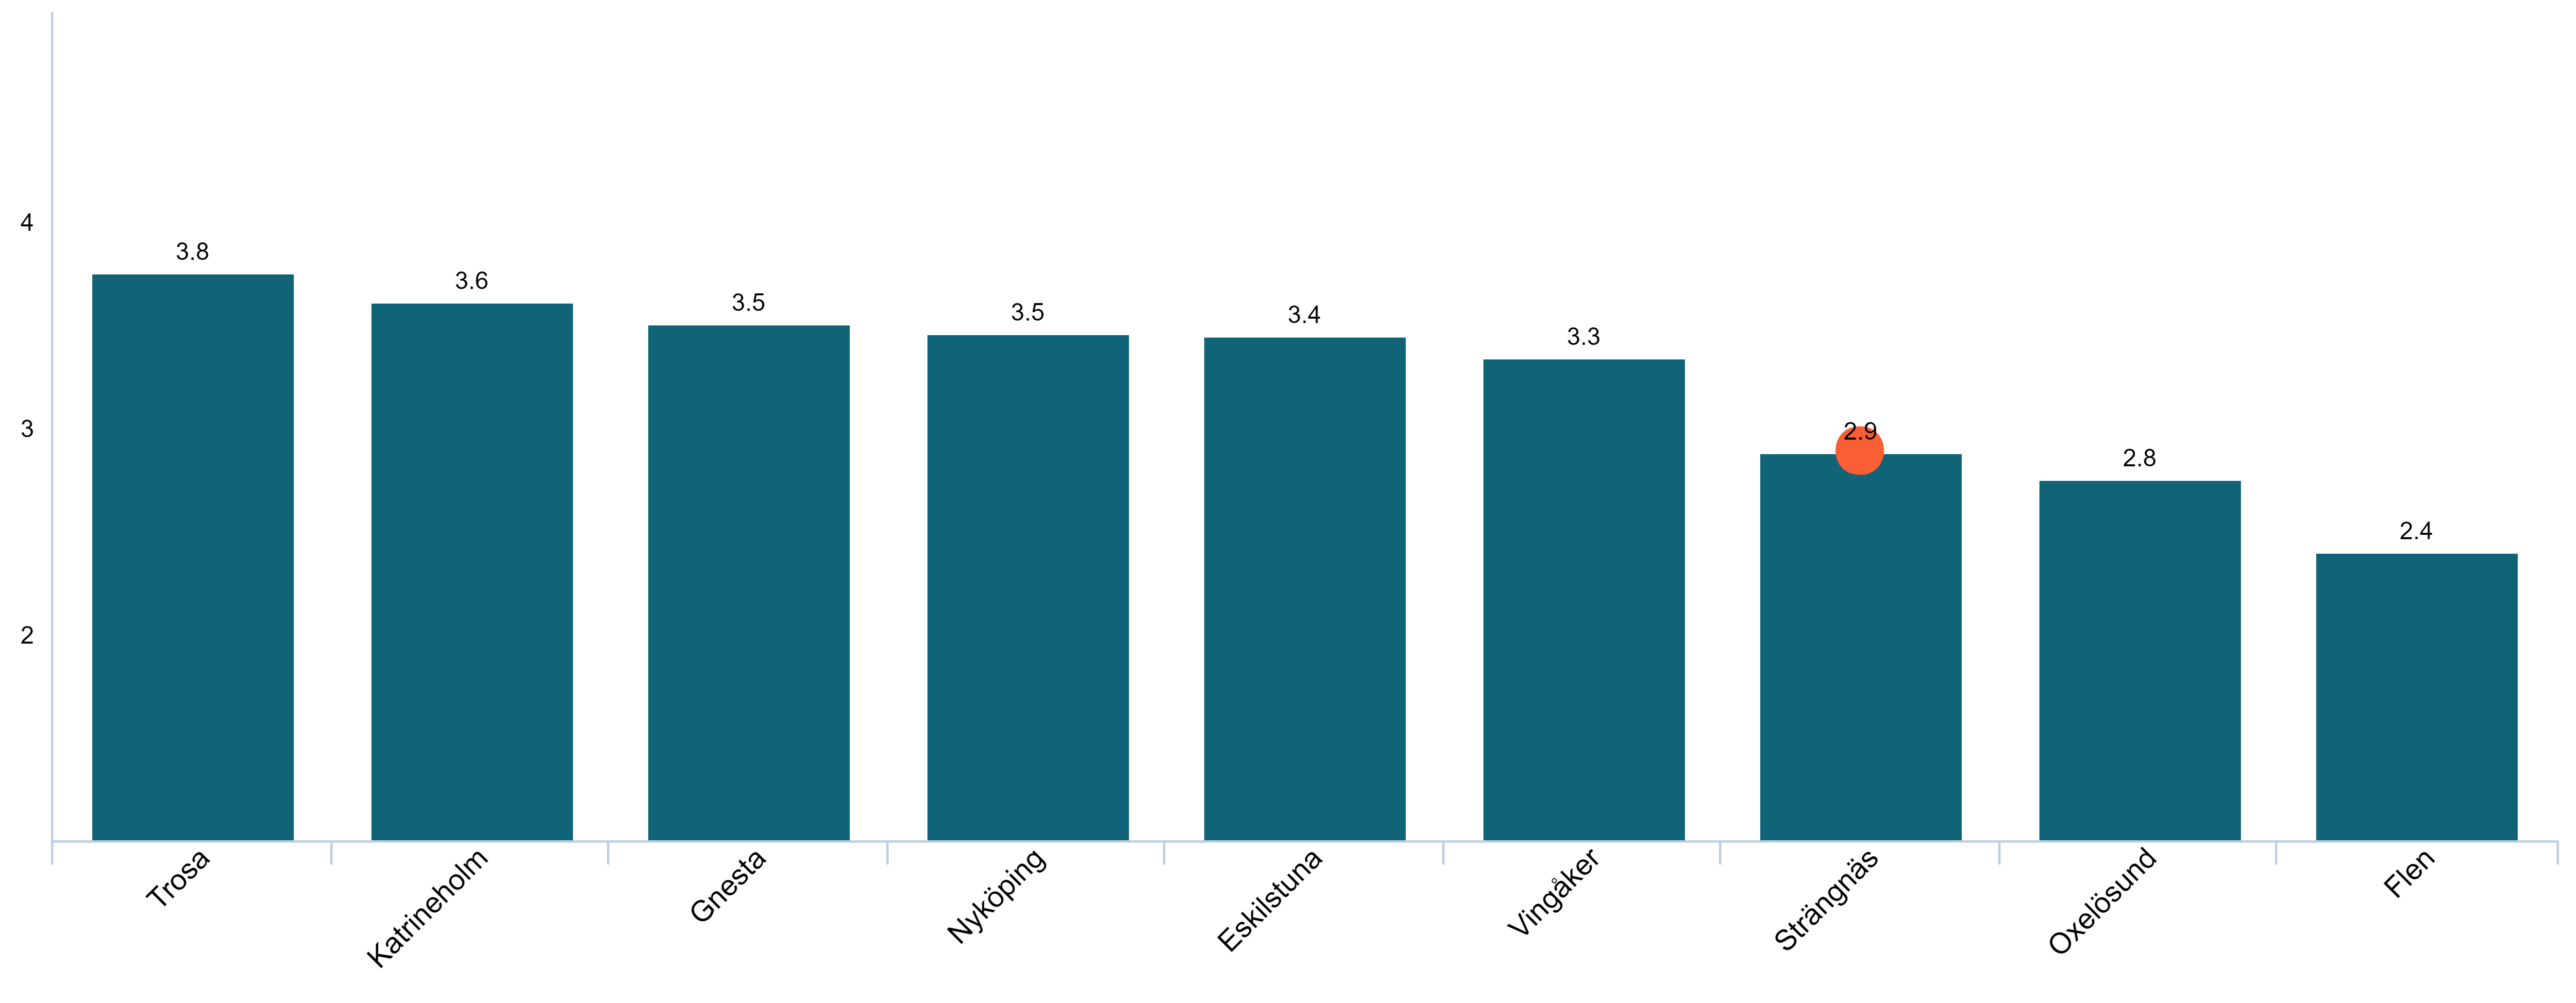 4
3
2
3.8
3.6
3.5
3.5
3.4
3.3
2.9
2.8
2.4
Trosa
Katrineholm
Gnesta
Nyköping
Eskilstuna
Vingåker
Strängnäs
Oxelösund
Flen